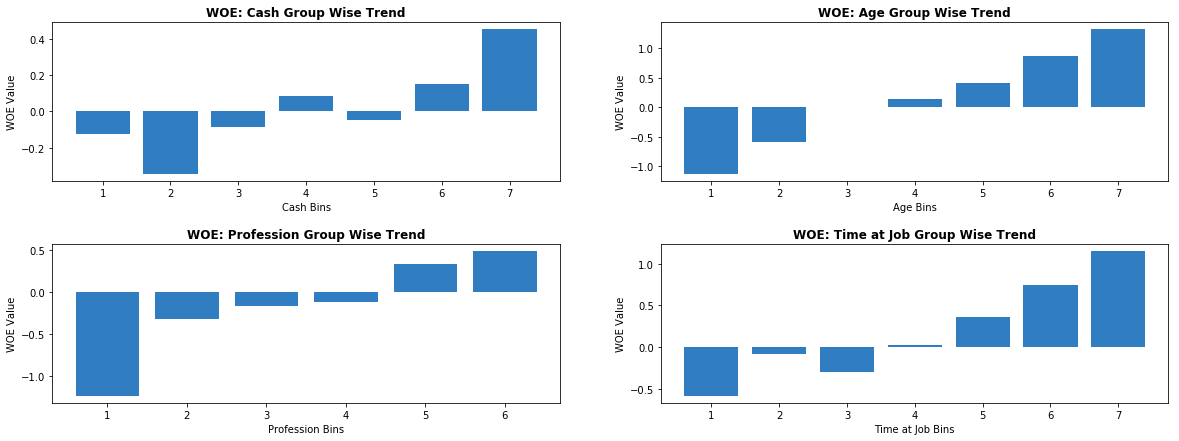 WOE: Cash Group Wise Trend
WOE Value
0.4
0.2
0.0
−0.2
1 2 3 4 5 6 7
Cash Bins
WOE: Age Group Wise Trend
WOE Value
1.0
0.5
0.0
−0.5
−1.0
1 2 3 4 5 6 7
Age Bins
WOE: Profession Group Wise Trend
WOE Value
0.5
0.0
−0.5
−1.0
1 2 3 4 5 6
Profession Bins
WOE: Time at Job Group Wise Trend
WOE Value
1.0
0.5
0.0
−0.5
1 2 3 4 5 6 7
Time at Job Bins